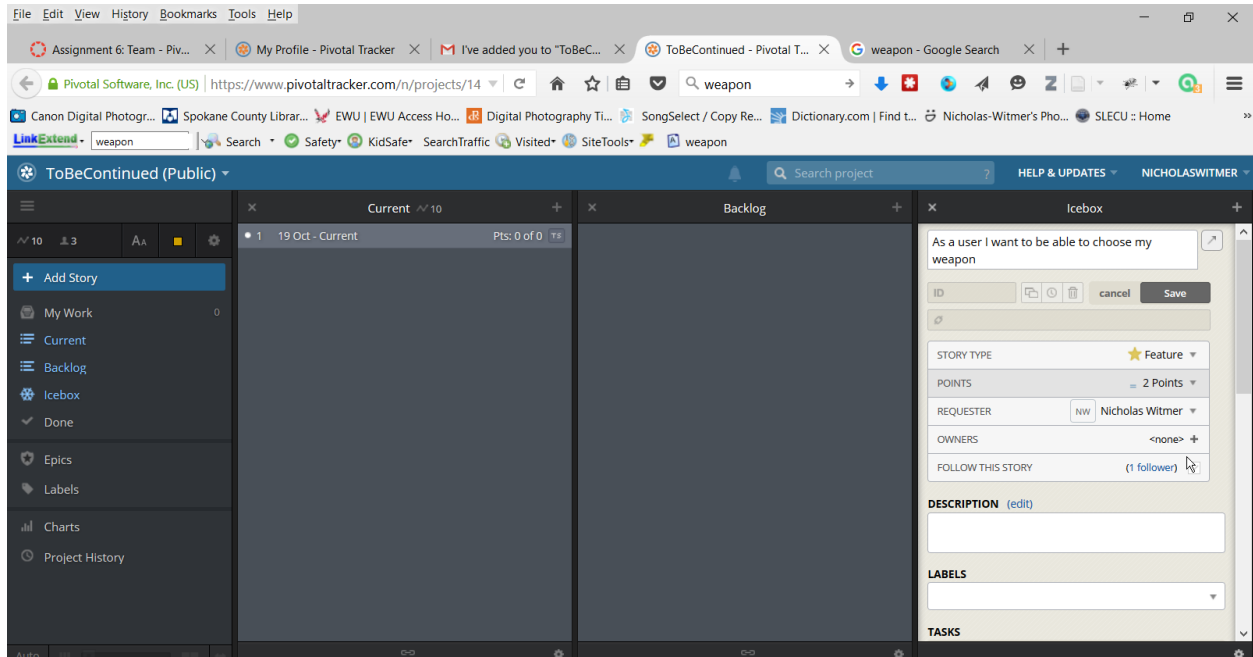 File Edit View History Bookmarks Tools Help
Assignment 6: Team - Piv... My Profile - Pivotal Tracker I've added you to "ToBeC... ToBeContinued - Pivotal T... weapon - Google Search
Pivotal Software, Inc. (US) https://www.pivotaltracker.com/n/projects/14 weapon
Canon Digital Photogr... Spokane County Librar... EWU | EWU Access Ho... Digital Photography Ti... SongSelect / Copy Re... Dictionary.com | Find t... Nicholas-Witmer's Pho... SLECU :: Home
LinkExtend weapon Search Safety KidSafe SearchTraffic Visited SiteTools weapon
ToBeContinued (Public) Search project ? HELP & UPDATES NICHOLASWITMER
Current 10 Backlog Icebox
10 3 AA
1 19 Oct - Current Pts: 0 of 0 TS
As a user I want to be able to choose my
weapon
Add Story
ID cancel Save
My Work 0
Current
Backlog
Icebox
Done
Epics
Labels
Charts
Project History
Auto
STORY TYPE Feature
POINTS 2 Points
REQUESTER NW Nicholas Witmer
OWNERS <none> +
FOLLOW THIS STORY (1 follower)
DESCRIPTION (edit)
LABELS
TASKS